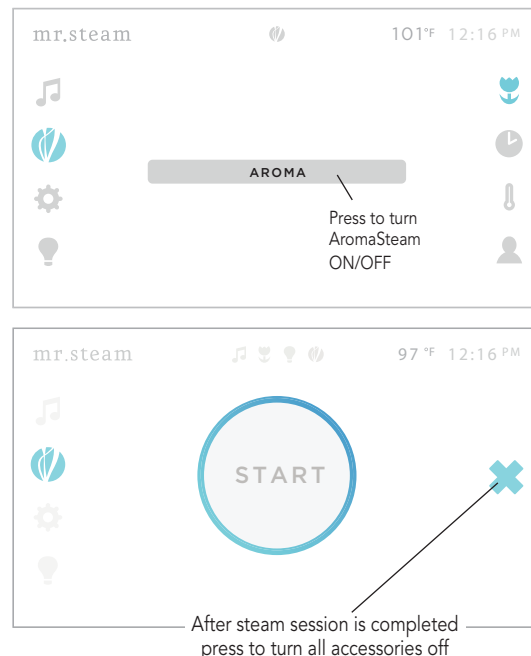 mr.steam 101°F 12:16 PM
AROMA
Press to turn
AromaSteam
ON/OFF
mr.steam 97 °F 12:16 PM
START
After steam session is completed
press to turn all accessories off